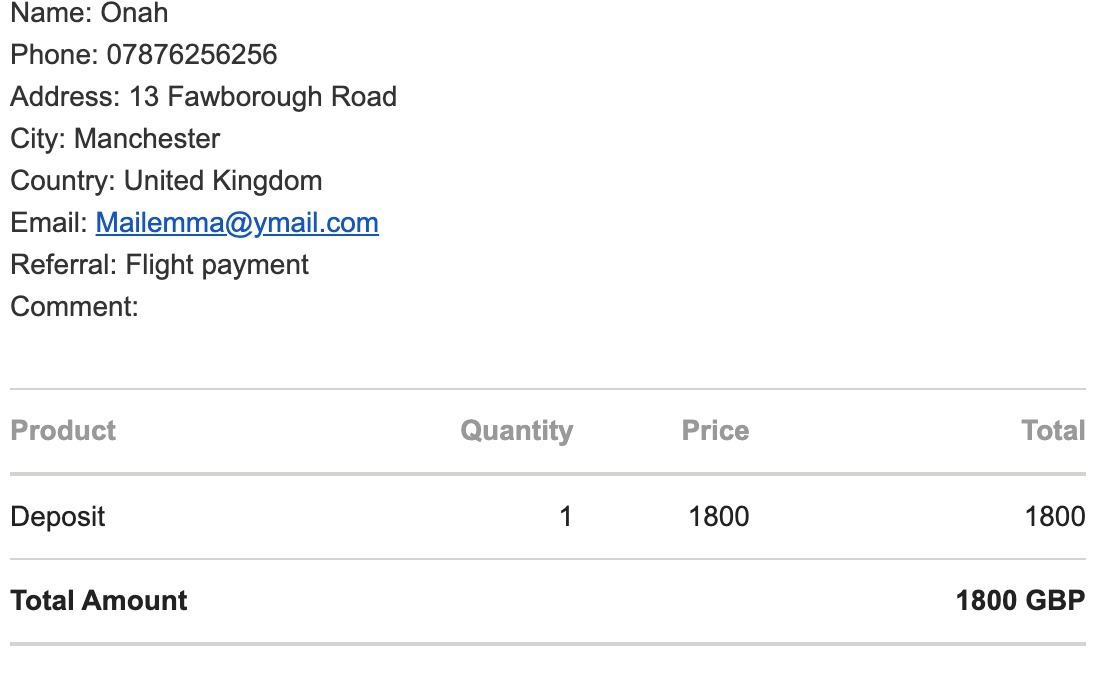 Name: Onah
Phone: 07876256256
Address: 13 Fawborough Road
City: Manchester
Country: United Kingdom
Email: Mailemma@ymail.com
Referral: Flight payment
Comment:
Product Quantity Price Total
Deposit 1 1800 1800
Total Amount 1800 GBP